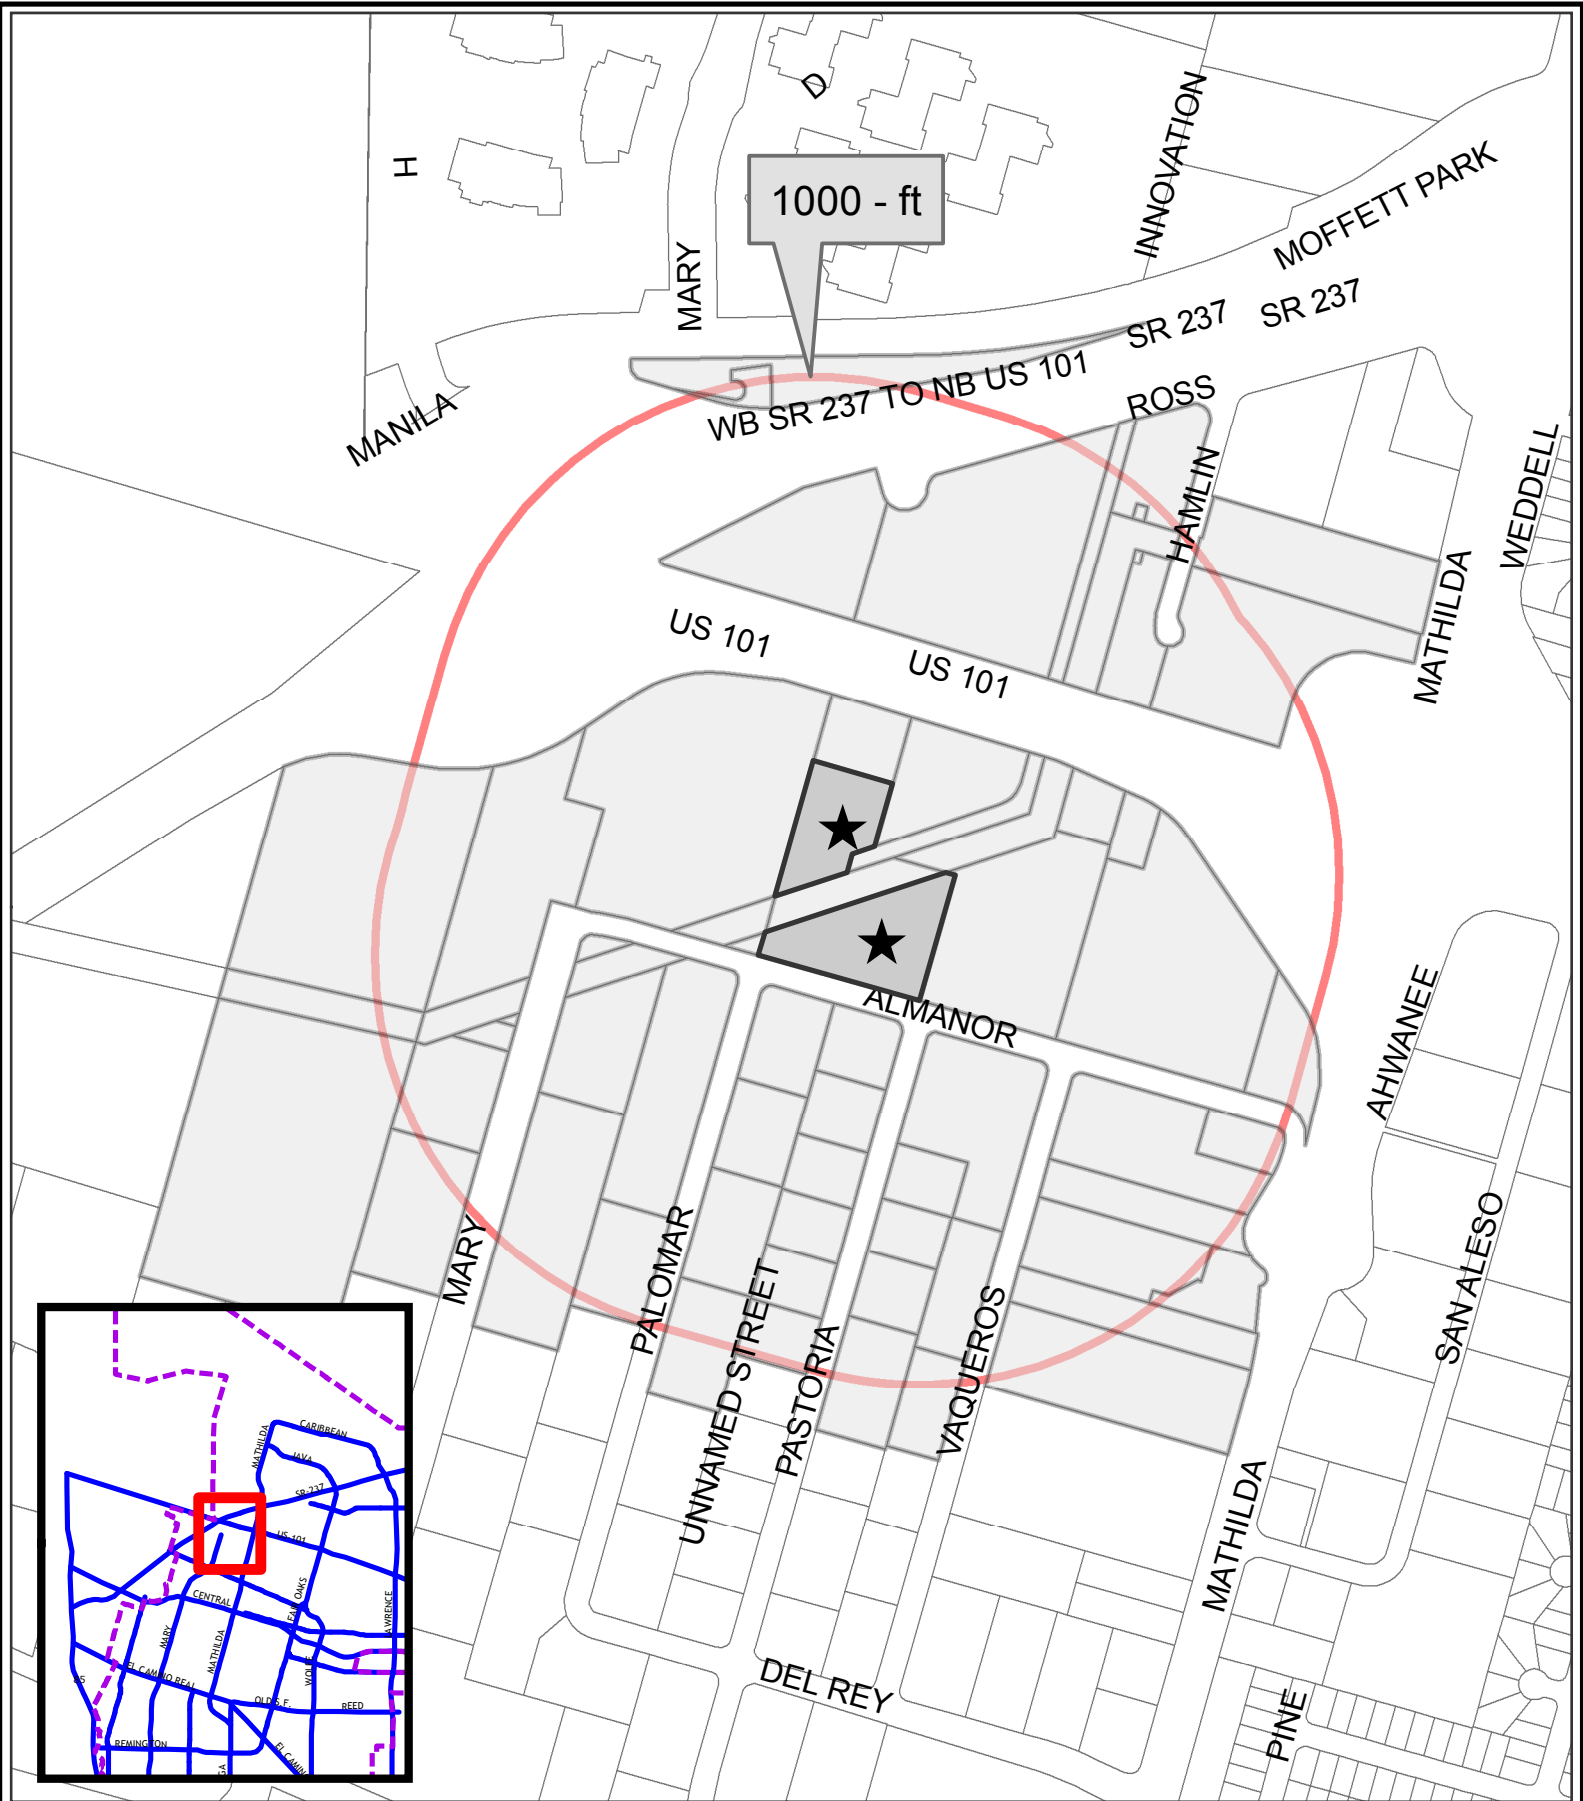 D
H
INNOVATION
1000 - ft
MOFFETT PARK
MARY
SR 237
SR 237
WB SR 237 TO NB US 101
ROSS
MANILA
HAMLIN
WEDDELL
MATHILDA
US 101
US 101
ALMANOR
AHWANEE
SAN ALESO
MARY
PALOMAR
UNNAMED STREET
PASTORIA
VAQUEROS
MATHILDA
DEL REY
PINE
CARIBBEAN
MATHILDA
JAVA
SR-237
US-101
CENTRAL
FAIR OAKS
AWRENCE
MARY
MATHILDA
WOLFE
EL CAMINO REAL
85
OLD S.F.
REED
REMINGTON
EL CAMIN
GA